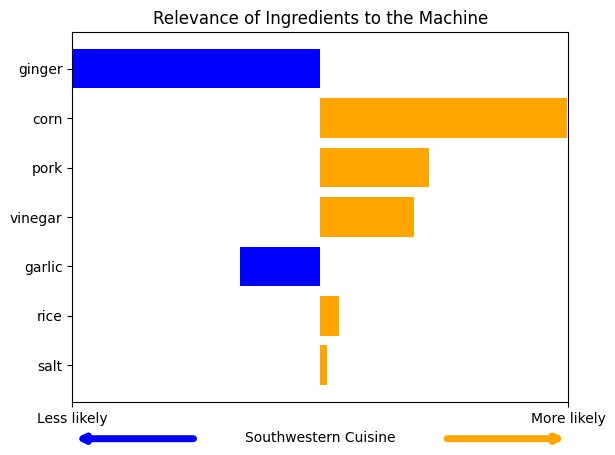 Relevance of Ingredients to the Machine
ginger
corn
pork
vinegar
garlic
rice
salt
Less likely More likely
Southwestern Cuisine